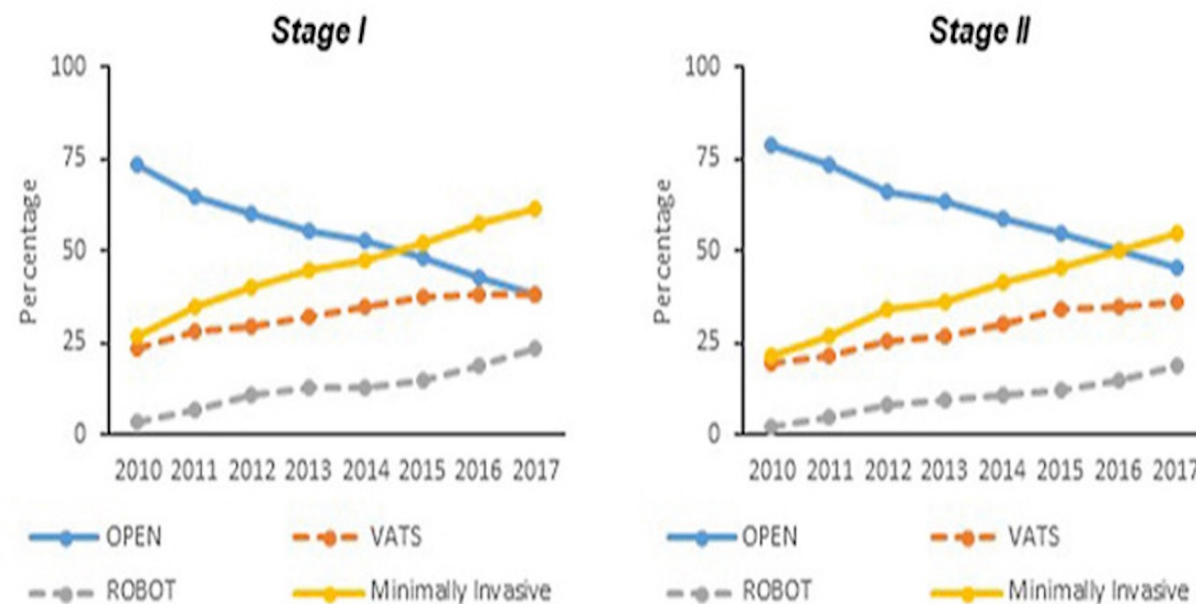 Stage I
100
75
50
25
0
Percentage
2010 2011 2012 2013 2014 2015 2016 2017
OPEN VATS
ROBOT Minimally Invasive
Stage II
100
75
50
25
0
Percentage
2010 2011 2012 2013 2014 2015 2016 2017
OPEN VATS
ROBOT Minimally Invasive